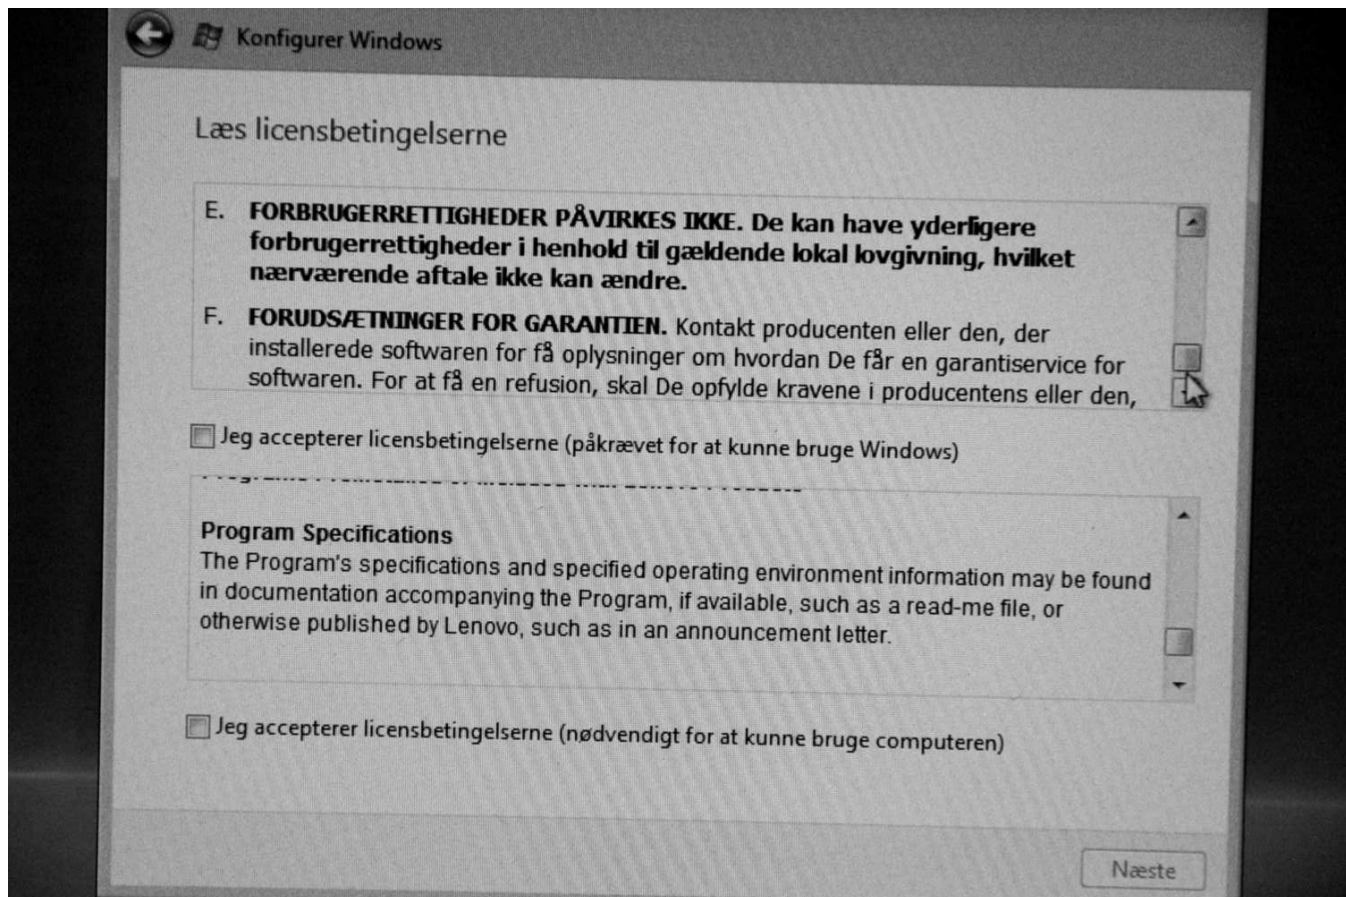 Konfigurer Windows
Læs licensbetingelserne
E. FORBRUGERRETTIGHEDER PÅVIRKES IKKE. De kan have yderligere
forbrugerrettigheder i henhold til gældende lokal lovgivning, hvilket
nærværende aftale ikke kan ændre.
F. FORUDSÆTNINGER FOR GARANTIEN. Kontakt producenten eller den, der
installerede softwaren for få oplysninger om hvordan De får en garantiservice for
softwaren. For at få en refusion, skal De opfylde kravene i producentens eller den,
Jeg accepterer licensbetingelserne (påkrævet for at kunne bruge Windows)
Program Specifications
The Program's specifications and specified operating environment information may be found
in documentation accompanying the Program, if available, such as a read-me file, or
otherwise published by Lenovo, such as in an announcement letter.
Jeg accepterer licensbetingelserne (nødvendigt for at kunne bruge computeren)
Næste